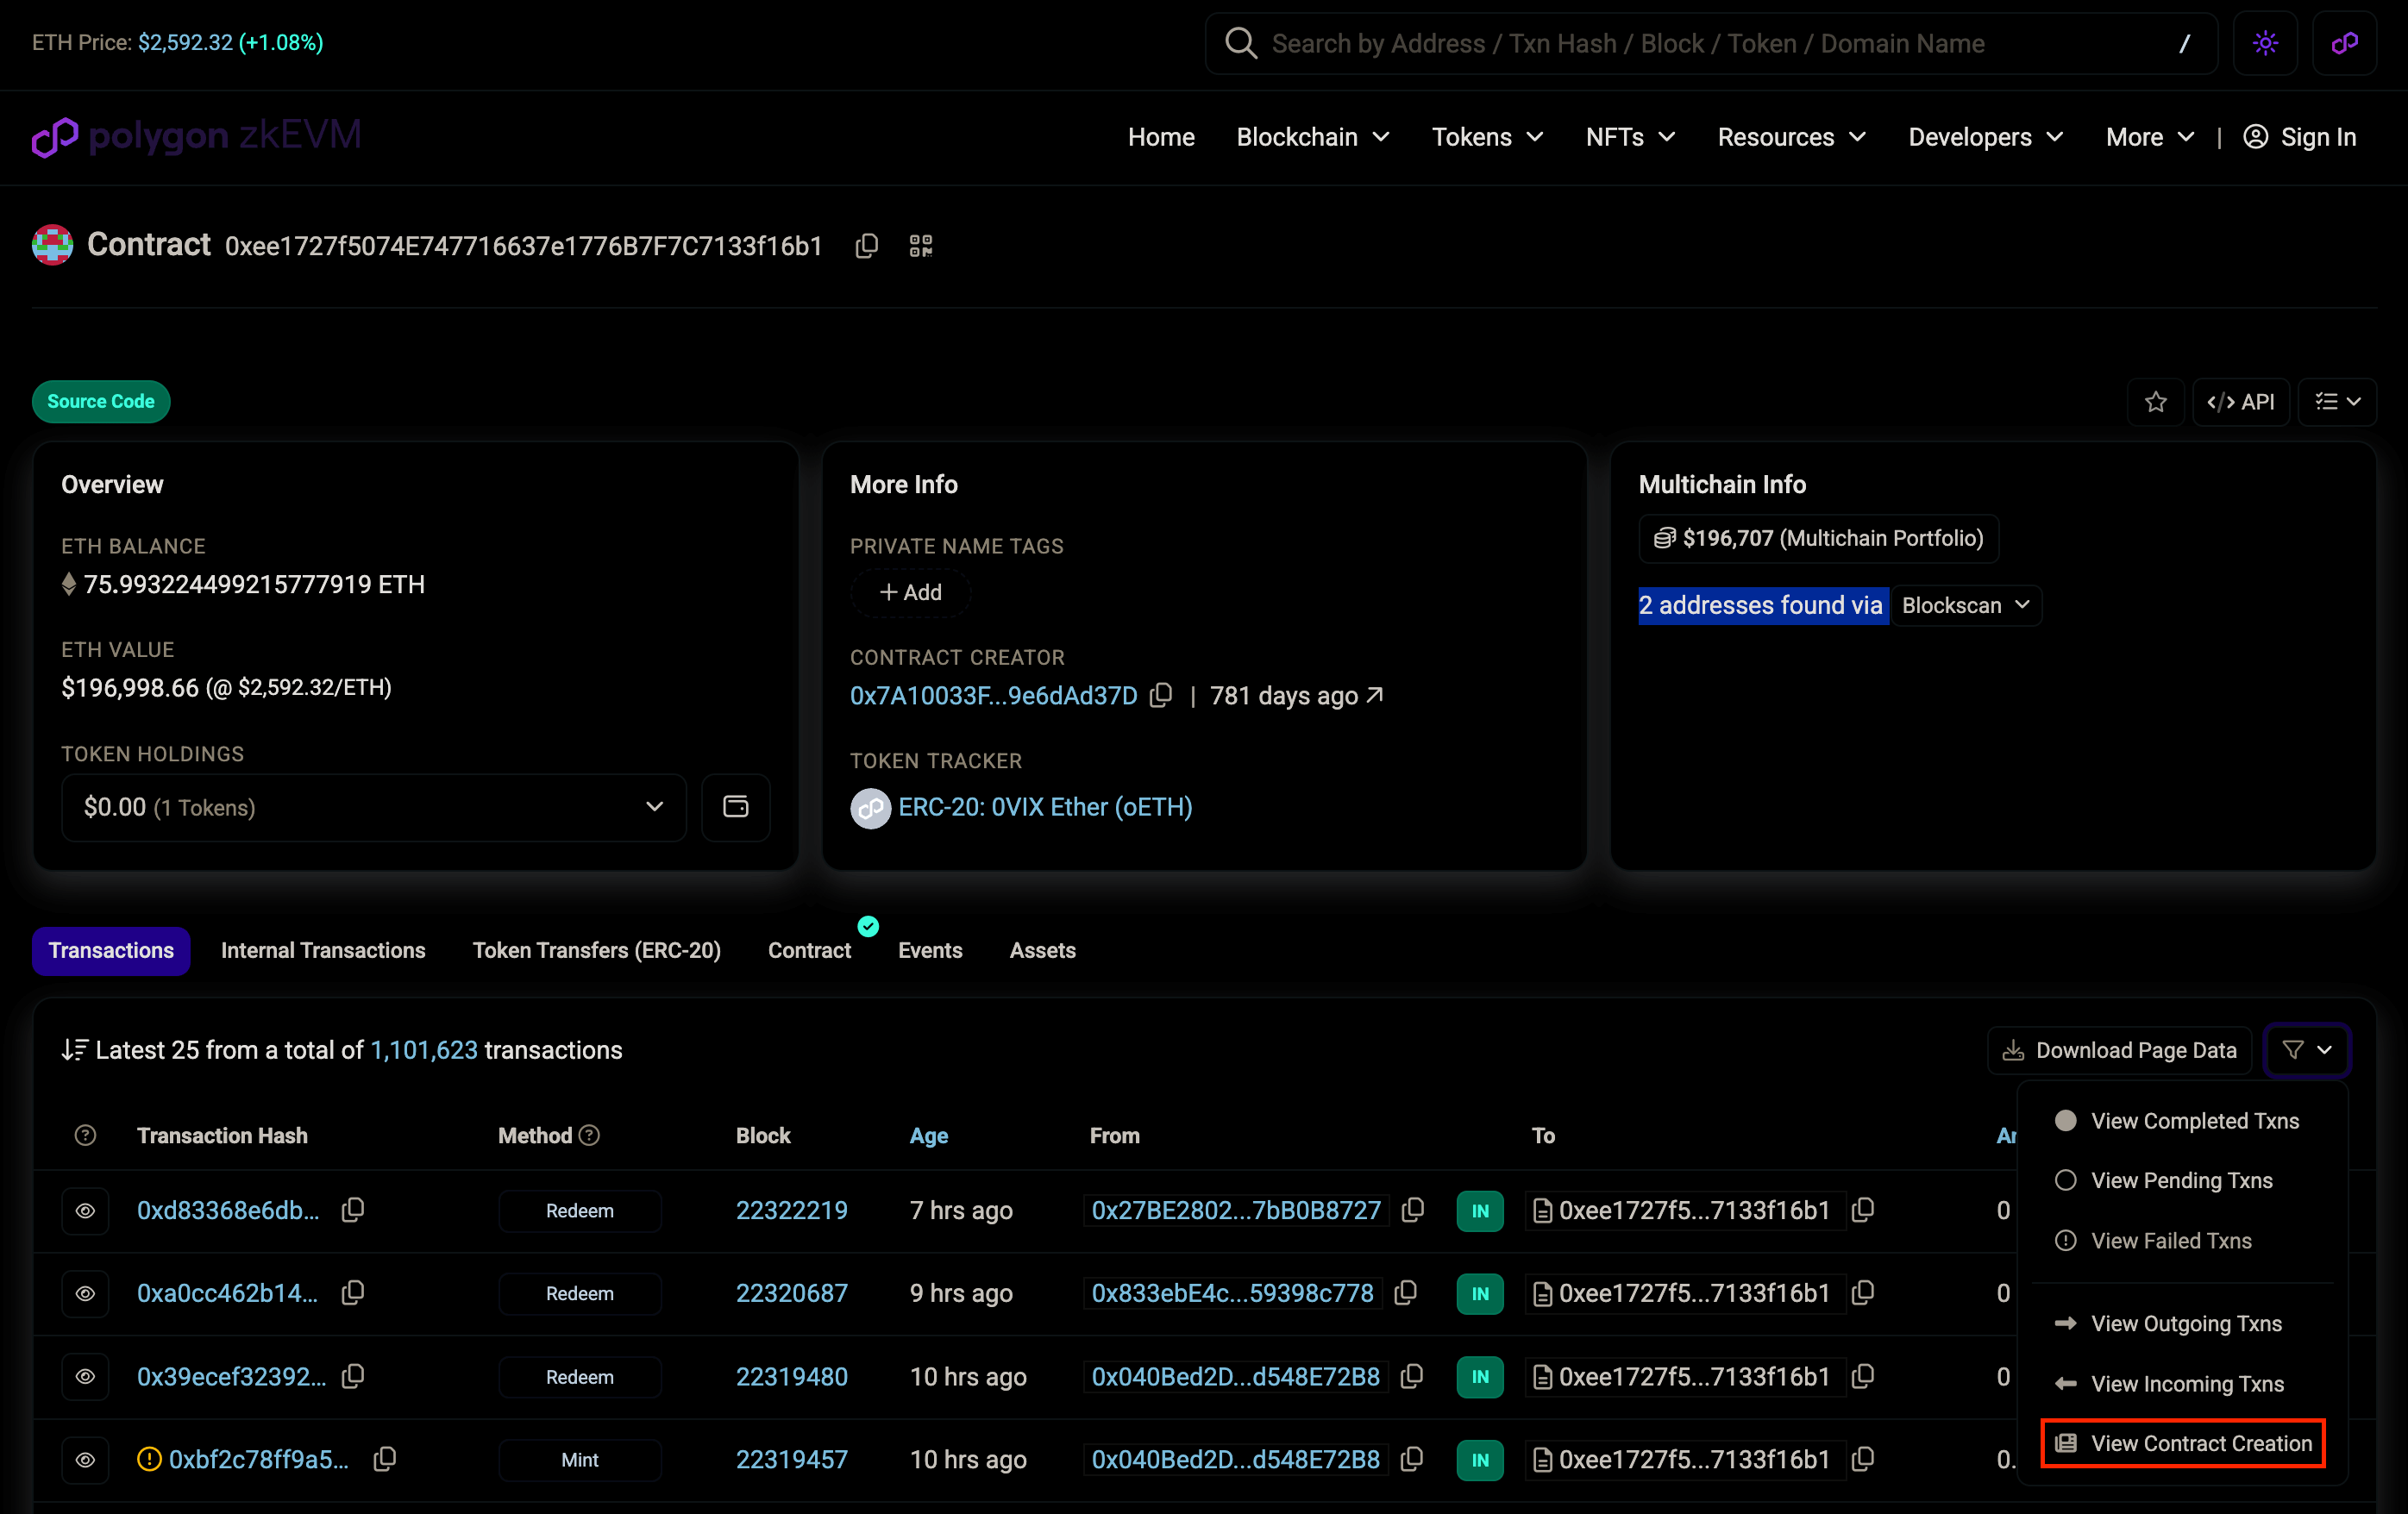 ETH Price: $2,592.32 (+1.08%)
Search by Address / Txn Hash / Block / Token / Domain Name /
polygon zkEVM
Home Blockchain Tokens NFTs Resources Developers More | Sign In
Contract 0xee1727f5074E747716637e1776B7F7C7133f16b1
Source Code
</> API
Overview
ETH BALANCE
75.993224499215777919 ETH
ETH VALUE
$196,998.66 (@ $2,592.32/ETH)
TOKEN HOLDINGS
$0.00 (1 Tokens)
More Info
PRIVATE NAME TAGS
+ Add
CONTRACT CREATOR
0x7A10033F...9e6dAd37D | 781 days ago
TOKEN TRACKER
ERC-20: 0VIX Ether (oETH)
Multichain Info
$196,707 (Multichain Portfolio)
2 addresses found via Blockscan
Transactions Internal Transactions Token Transfers (ERC-20) Contract Events Assets
Latest 25 from a total of 1,101,623 transactions
Download Page Data
Transaction Hash Method Block Age From To
0xd83368e6db... Redeem 22322219 7 hrs ago 0x27BE2802...7bB0B8727 IN 0xee1727f5...7133f16b1 0
0xa0cc462b14... Redeem 22320687 9 hrs ago 0x833ebE4c...59398c778 IN 0xee1727f5...7133f16b1 0
0x39ecef32392... Redeem 22319480 10 hrs ago 0x040Bed2D...d548E72B8 IN 0xee1727f5...7133f16b1 0
0xbf2c78ff9a5... Mint 22319457 10 hrs ago 0x040Bed2D...d548E72B8 IN 0xee1727f5...7133f16b1 0.
View Completed Txns
View Pending Txns
View Failed Txns
View Outgoing Txns
View Incoming Txns
View Contract Creation